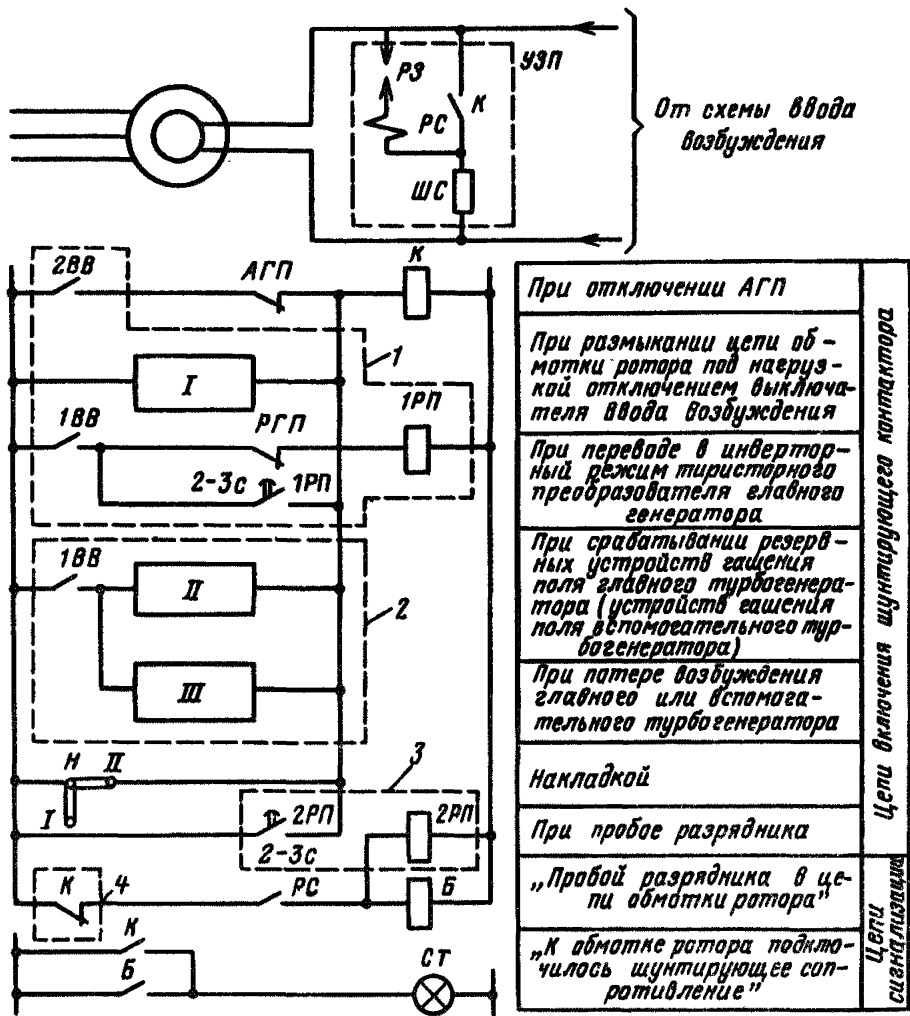 РЗ
К
РС
УЗП
ШС
От схемы ввода
возбуждения
2ВВ
АГП
К
1
I
1ВВ
РГП
1РП
2-3с
1РП
1ВВ
II
2
III
Н
II
I
3
2РП
2-3с
2РП
К
4
РС
Б
К
Б
СТ
При отключении АГП
При размыкании цепи об-
мотки ротора под нагруз-
кой отключением выключа-
теля ввода возбуждения
При переводе в инвертор-
ный режим тиристорного
преобразователя главного
генератора
При срабатывании резерв-
ных устройств гашения
поля главного турбогенера-
тора (устройств гашения
поля вспомогательного тур-
богенератора)
При потере возбуждения
главного или вспомога-
тельного турбогенератора
Накладкой
При пробое разрядника
„Пробой разрядника в це-
пи обмотки ротора"
„К обмотке ротора подклю-
чилось шунтирующее соп-
ротивление"
Цепи включения шунтирующего контактора
Цепи
сигнализации